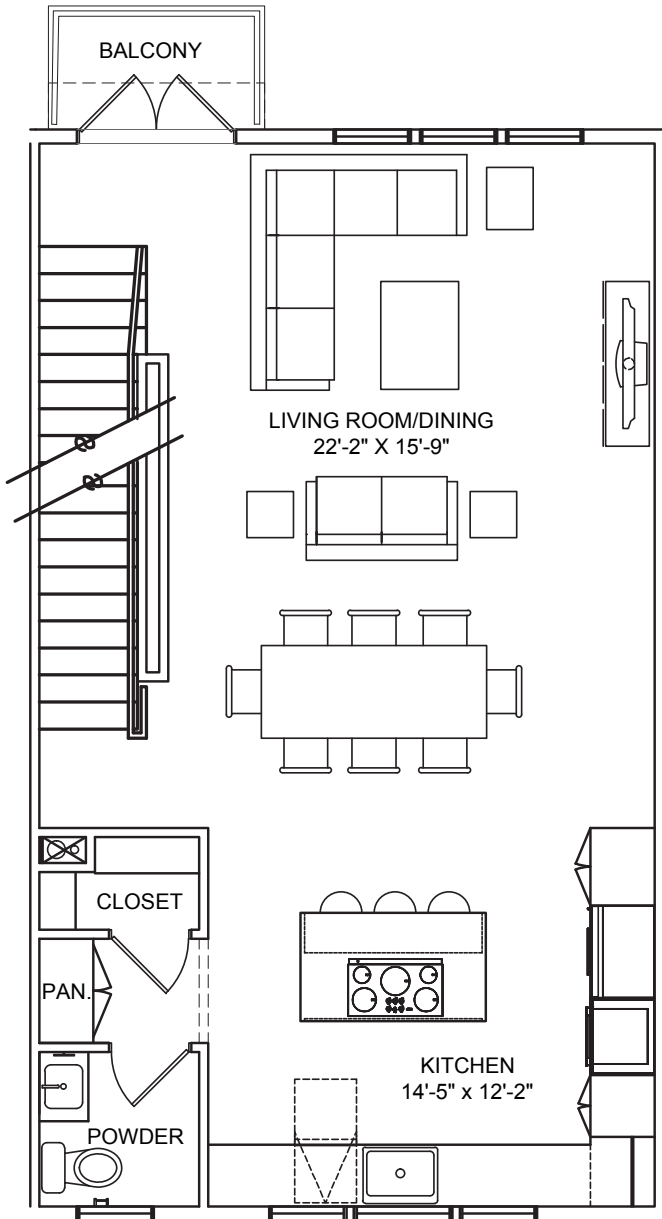 BALCONY
LIVING ROOM/DINING
22'-2" X 15'-9"
CLOSET
PAN.
KITCHEN
14'-5" x 12'-2"
POWDER